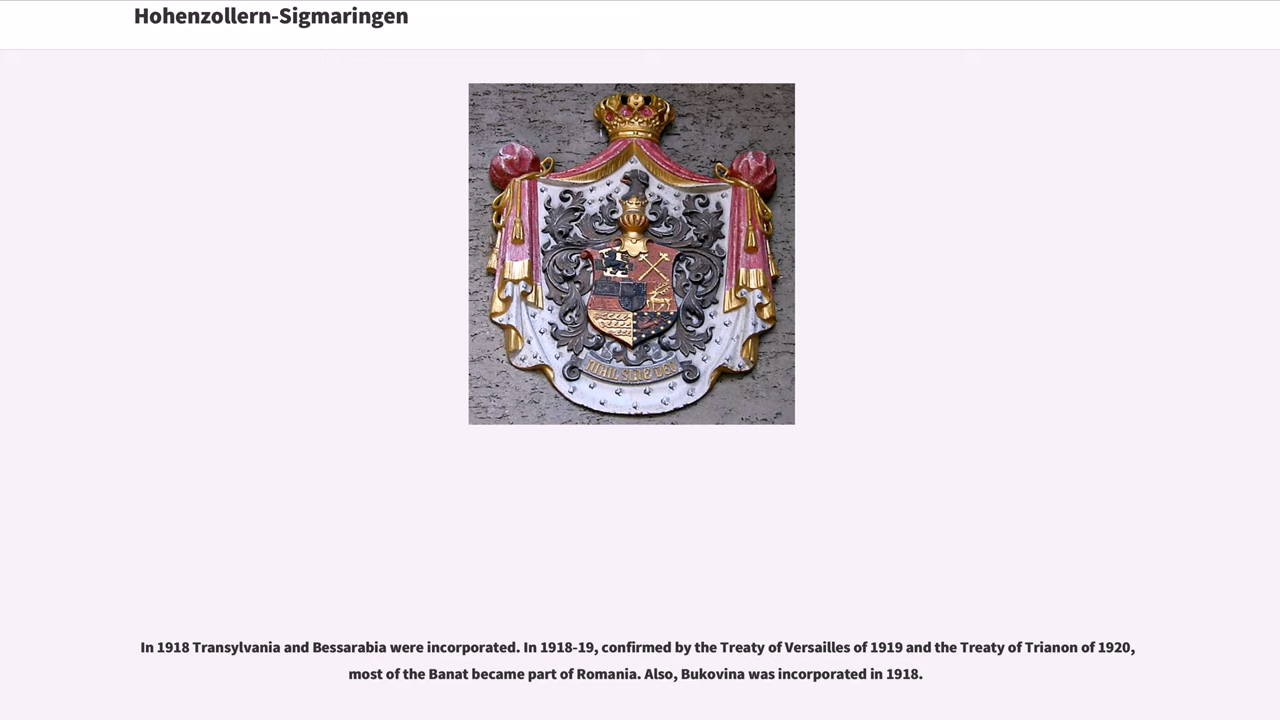 Hohenzollern-Sigmaringen
NIHIL SINE DEO
In 1918 Transylvania and Bessarabia were incorporated. In 1918-19, confirmed by the Treaty of Versailles of 1919 and the Treaty of Trianon of 1920,
most of the Banat became part of Romania. Also, Bukovina was incorporated in 1918.